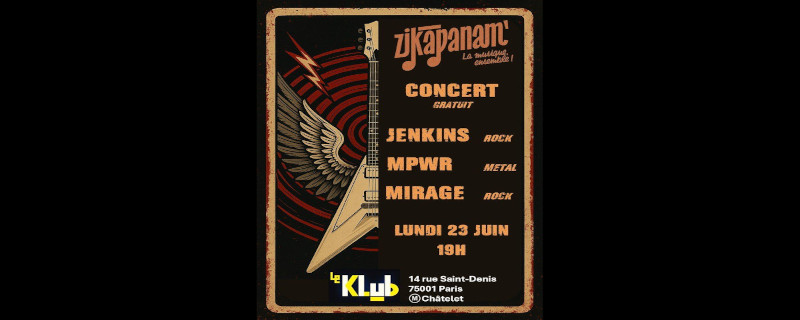 zikapanam'
La musique,
ensemble !
CONCERT
GRATUIT
JENKINS ROCK
MPWR METAL
MIRAGE ROCK
LUNDI 23 JUIN
19H
Le KLub
14 rue Saint-Denis
75001 Paris
Ⓜ Châtelet